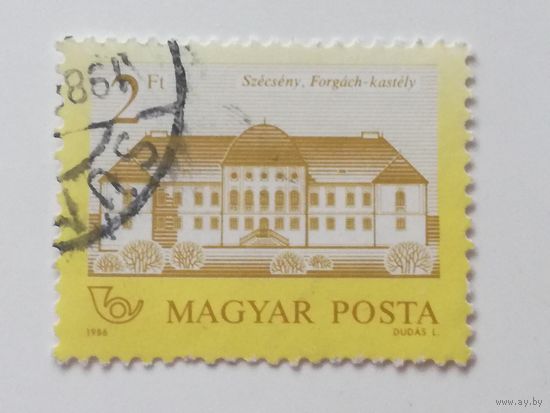 2 Ft
Szécsény, Forgách-kastély
MAGYAR POSTA
1986
DUDÁS L.
www.ay.by